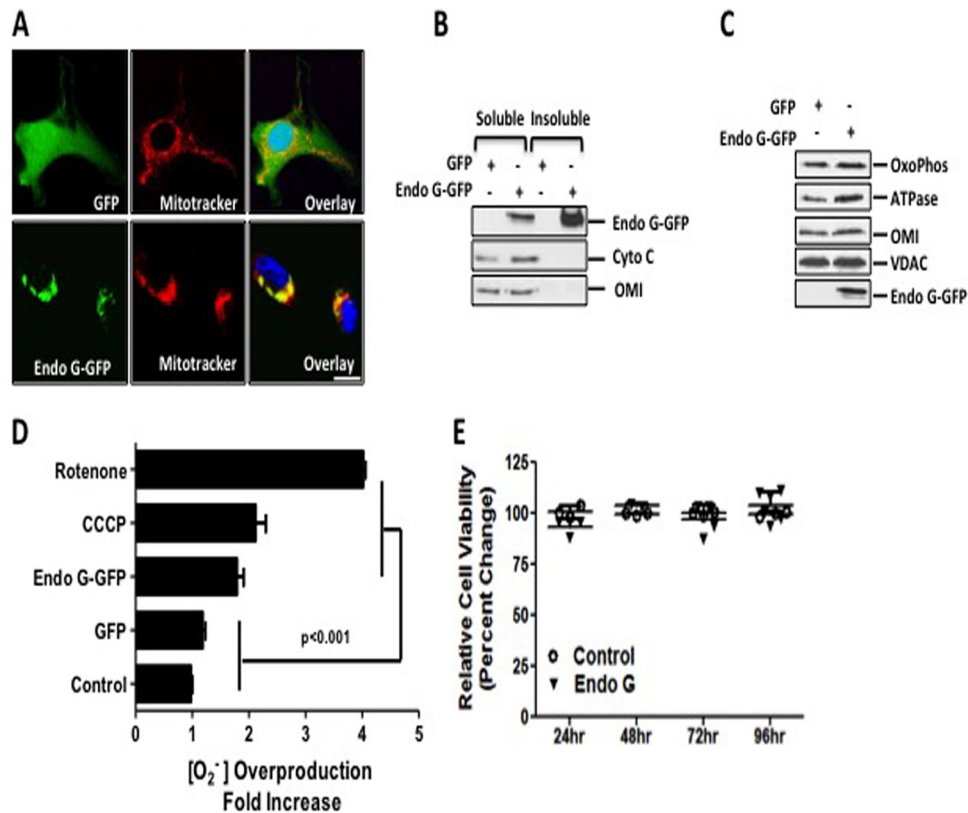 A
GFP
Mitotracker
Overlay
Endo G-GFP
Mitotracker
Overlay
B
Soluble Insoluble
GFP + - + -
Endo G-GFP - + - +
Endo G-GFP
Cyto C
OMI
C
GFP + -
Endo G-GFP - +
OxoPhos
ATPase
OMI
VDAC
Endo G-GFP
D
Rotenone
CCCP
Endo G-GFP
GFP
Control
p<0.001
0 1 2 3 4 5
[O₂⁻] Overproduction
Fold Increase
E
Relative Cell Viability
(Percent Change)
125
100
75
50
25
0
Control
Endo G
24hr 48hr 72hr 96hr